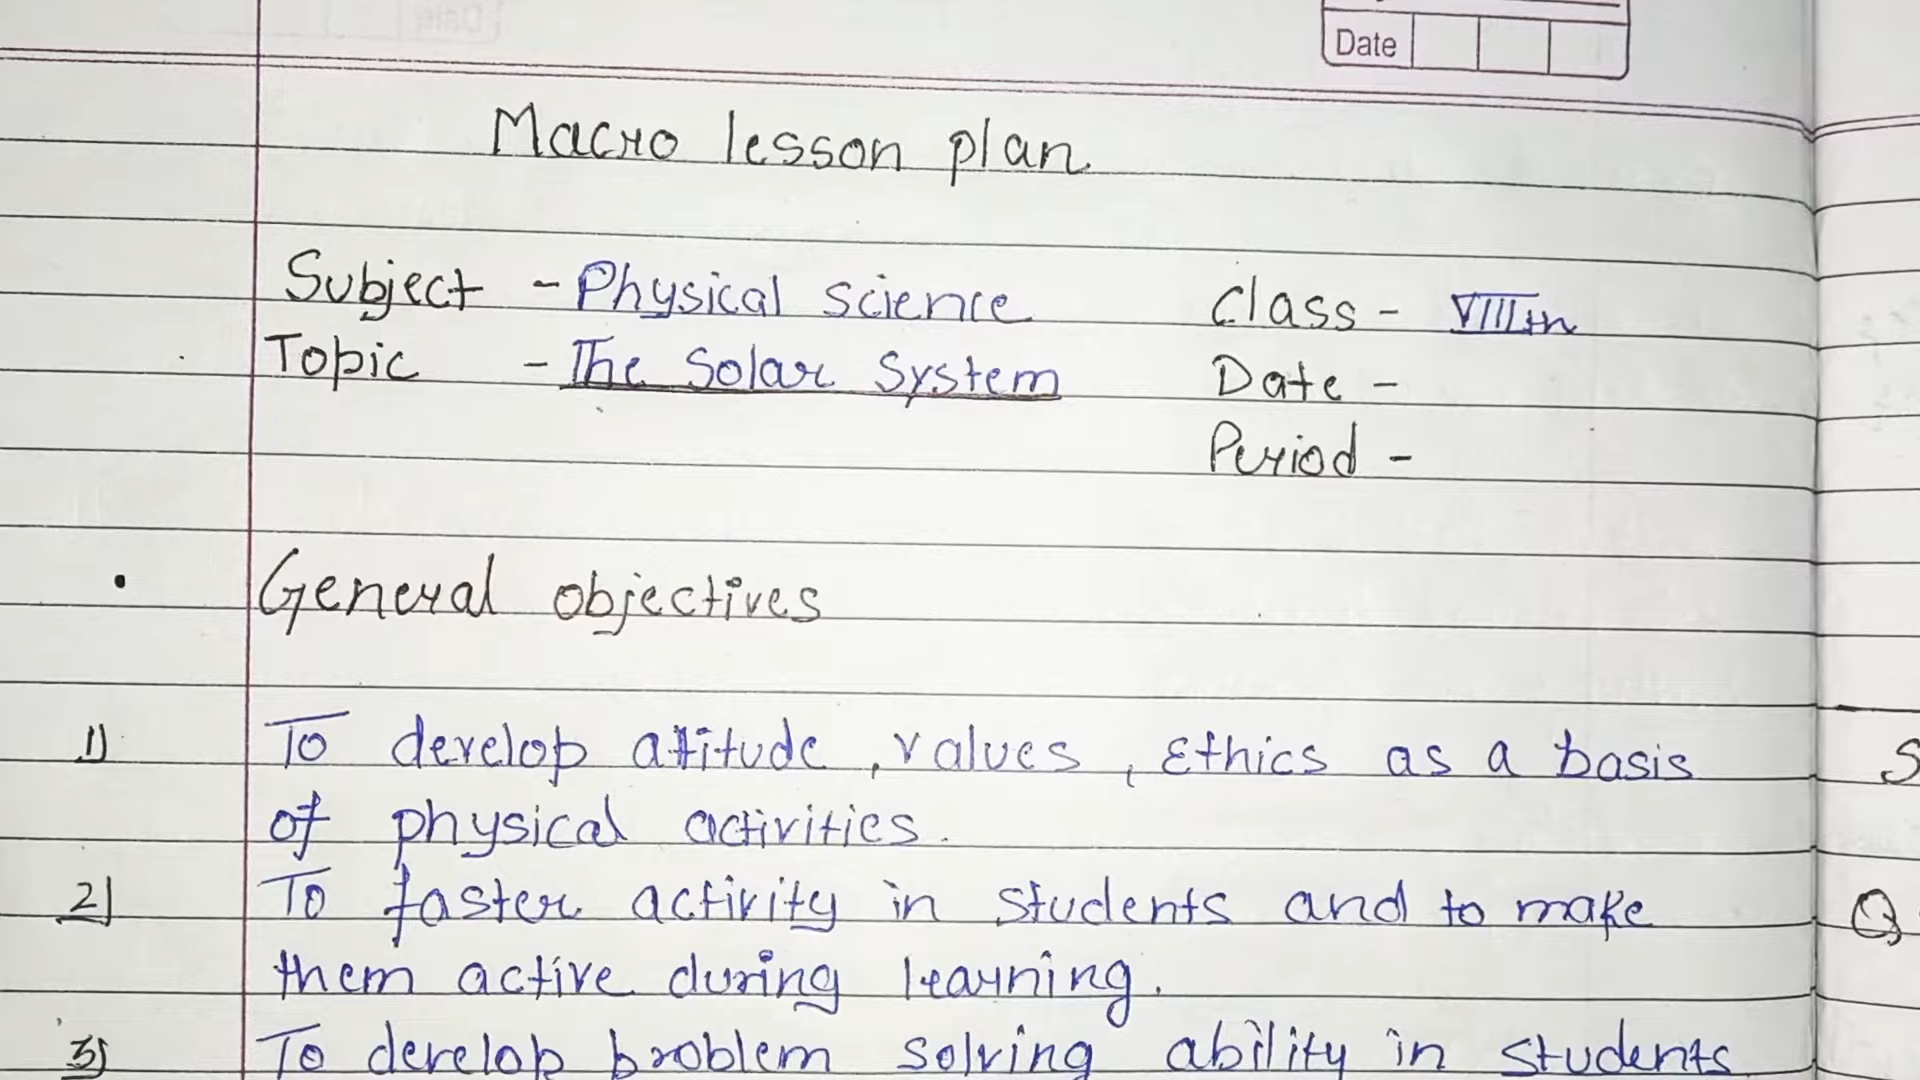 Date
Macro lesson plan
Subject - Physical science Class - VIIIth
Topic - The Solar System Date -
Period -
• General objectives
1) To develop attitude, values, Ethics as a basis
of physical activities.
2) To faster activity in students and to make
them active during learning.
3) To develop problem solving ability in students
S
Q